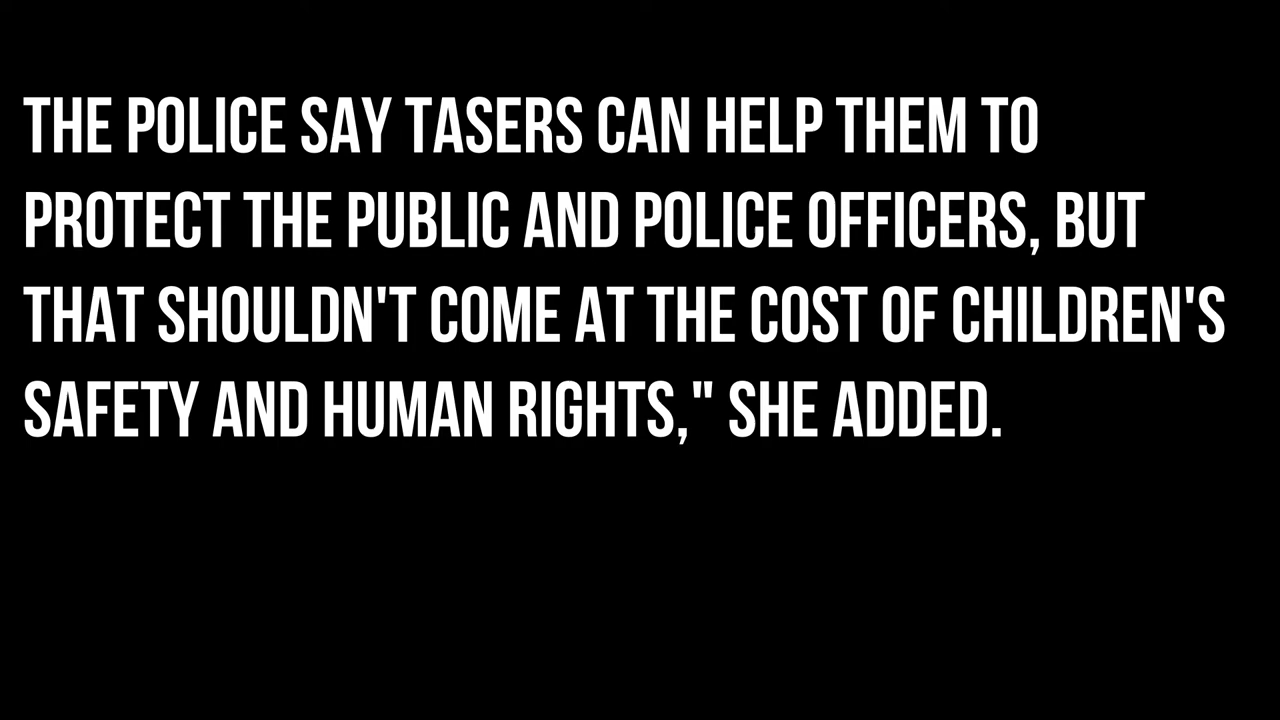 THE POLICE SAY TASERS CAN HELP THEM TO
PROTECT THE PUBLIC AND POLICE OFFICERS, BUT
THAT SHOULDN'T COME AT THE COST OF CHILDREN'S
SAFETY AND HUMAN RIGHTS," SHE ADDED.